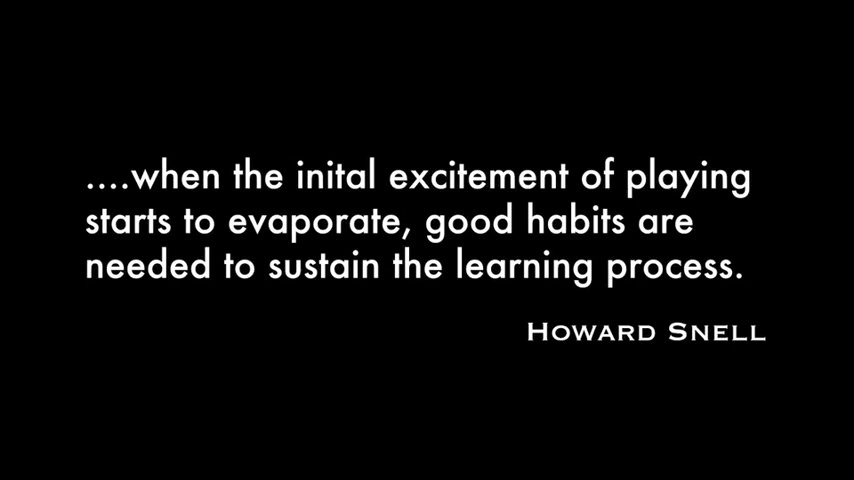 ....when the inital excitement of playing
starts to evaporate, good habits are
needed to sustain the learning process.
Howard Snell